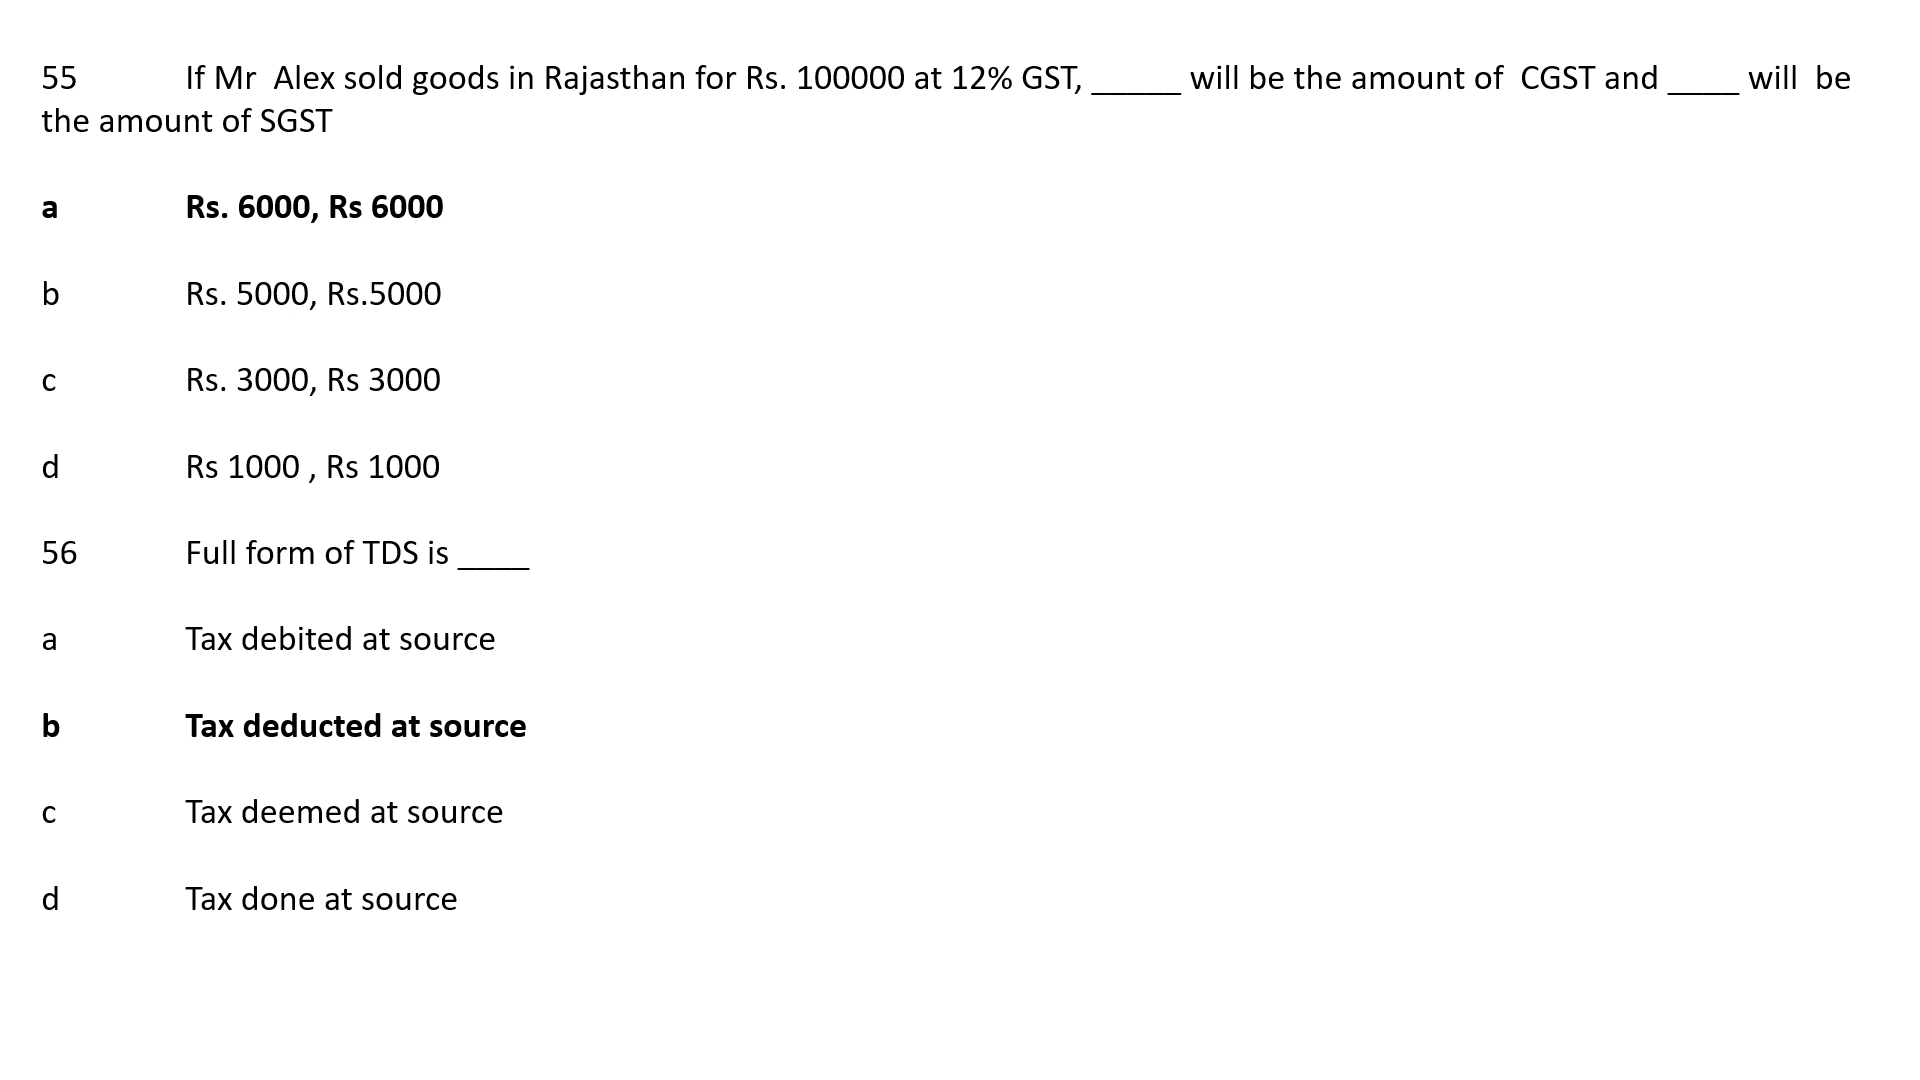 55 If Mr  Alex sold goods in Rajasthan for Rs. 100000 at 12% GST, _____ will be the amount of  CGST and ____ will  be
the amount of SGST
a Rs. 6000, Rs 6000
b Rs. 5000, Rs.5000
c Rs. 3000, Rs 3000
d Rs 1000 , Rs 1000
56 Full form of TDS is ____
a Tax debited at source
b Tax deducted at source
c Tax deemed at source
d Tax done at source